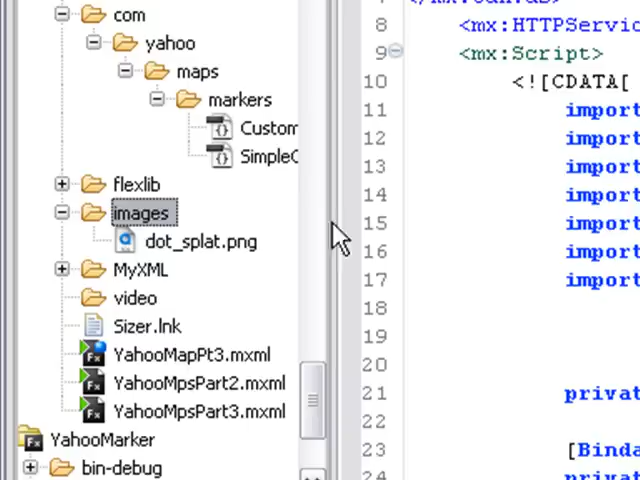 com
yahoo
maps
markers
Custom
SimpleC
flexlib
images
dot_splat.png
MyXML
video
Sizer.lnk
YahooMapPt3.mxml
YahooMpsPart2.mxml
YahooMpsPart3.mxml
YahooMarker
bin-debug
8 <mx:HTTPServic
9 <mx:Script>
10 <![CDATA[
11 import
12 import
13 import
14 import
15 import
16 import
17 import
18
19
20
21 privat
22
23 [Binda
24 privat